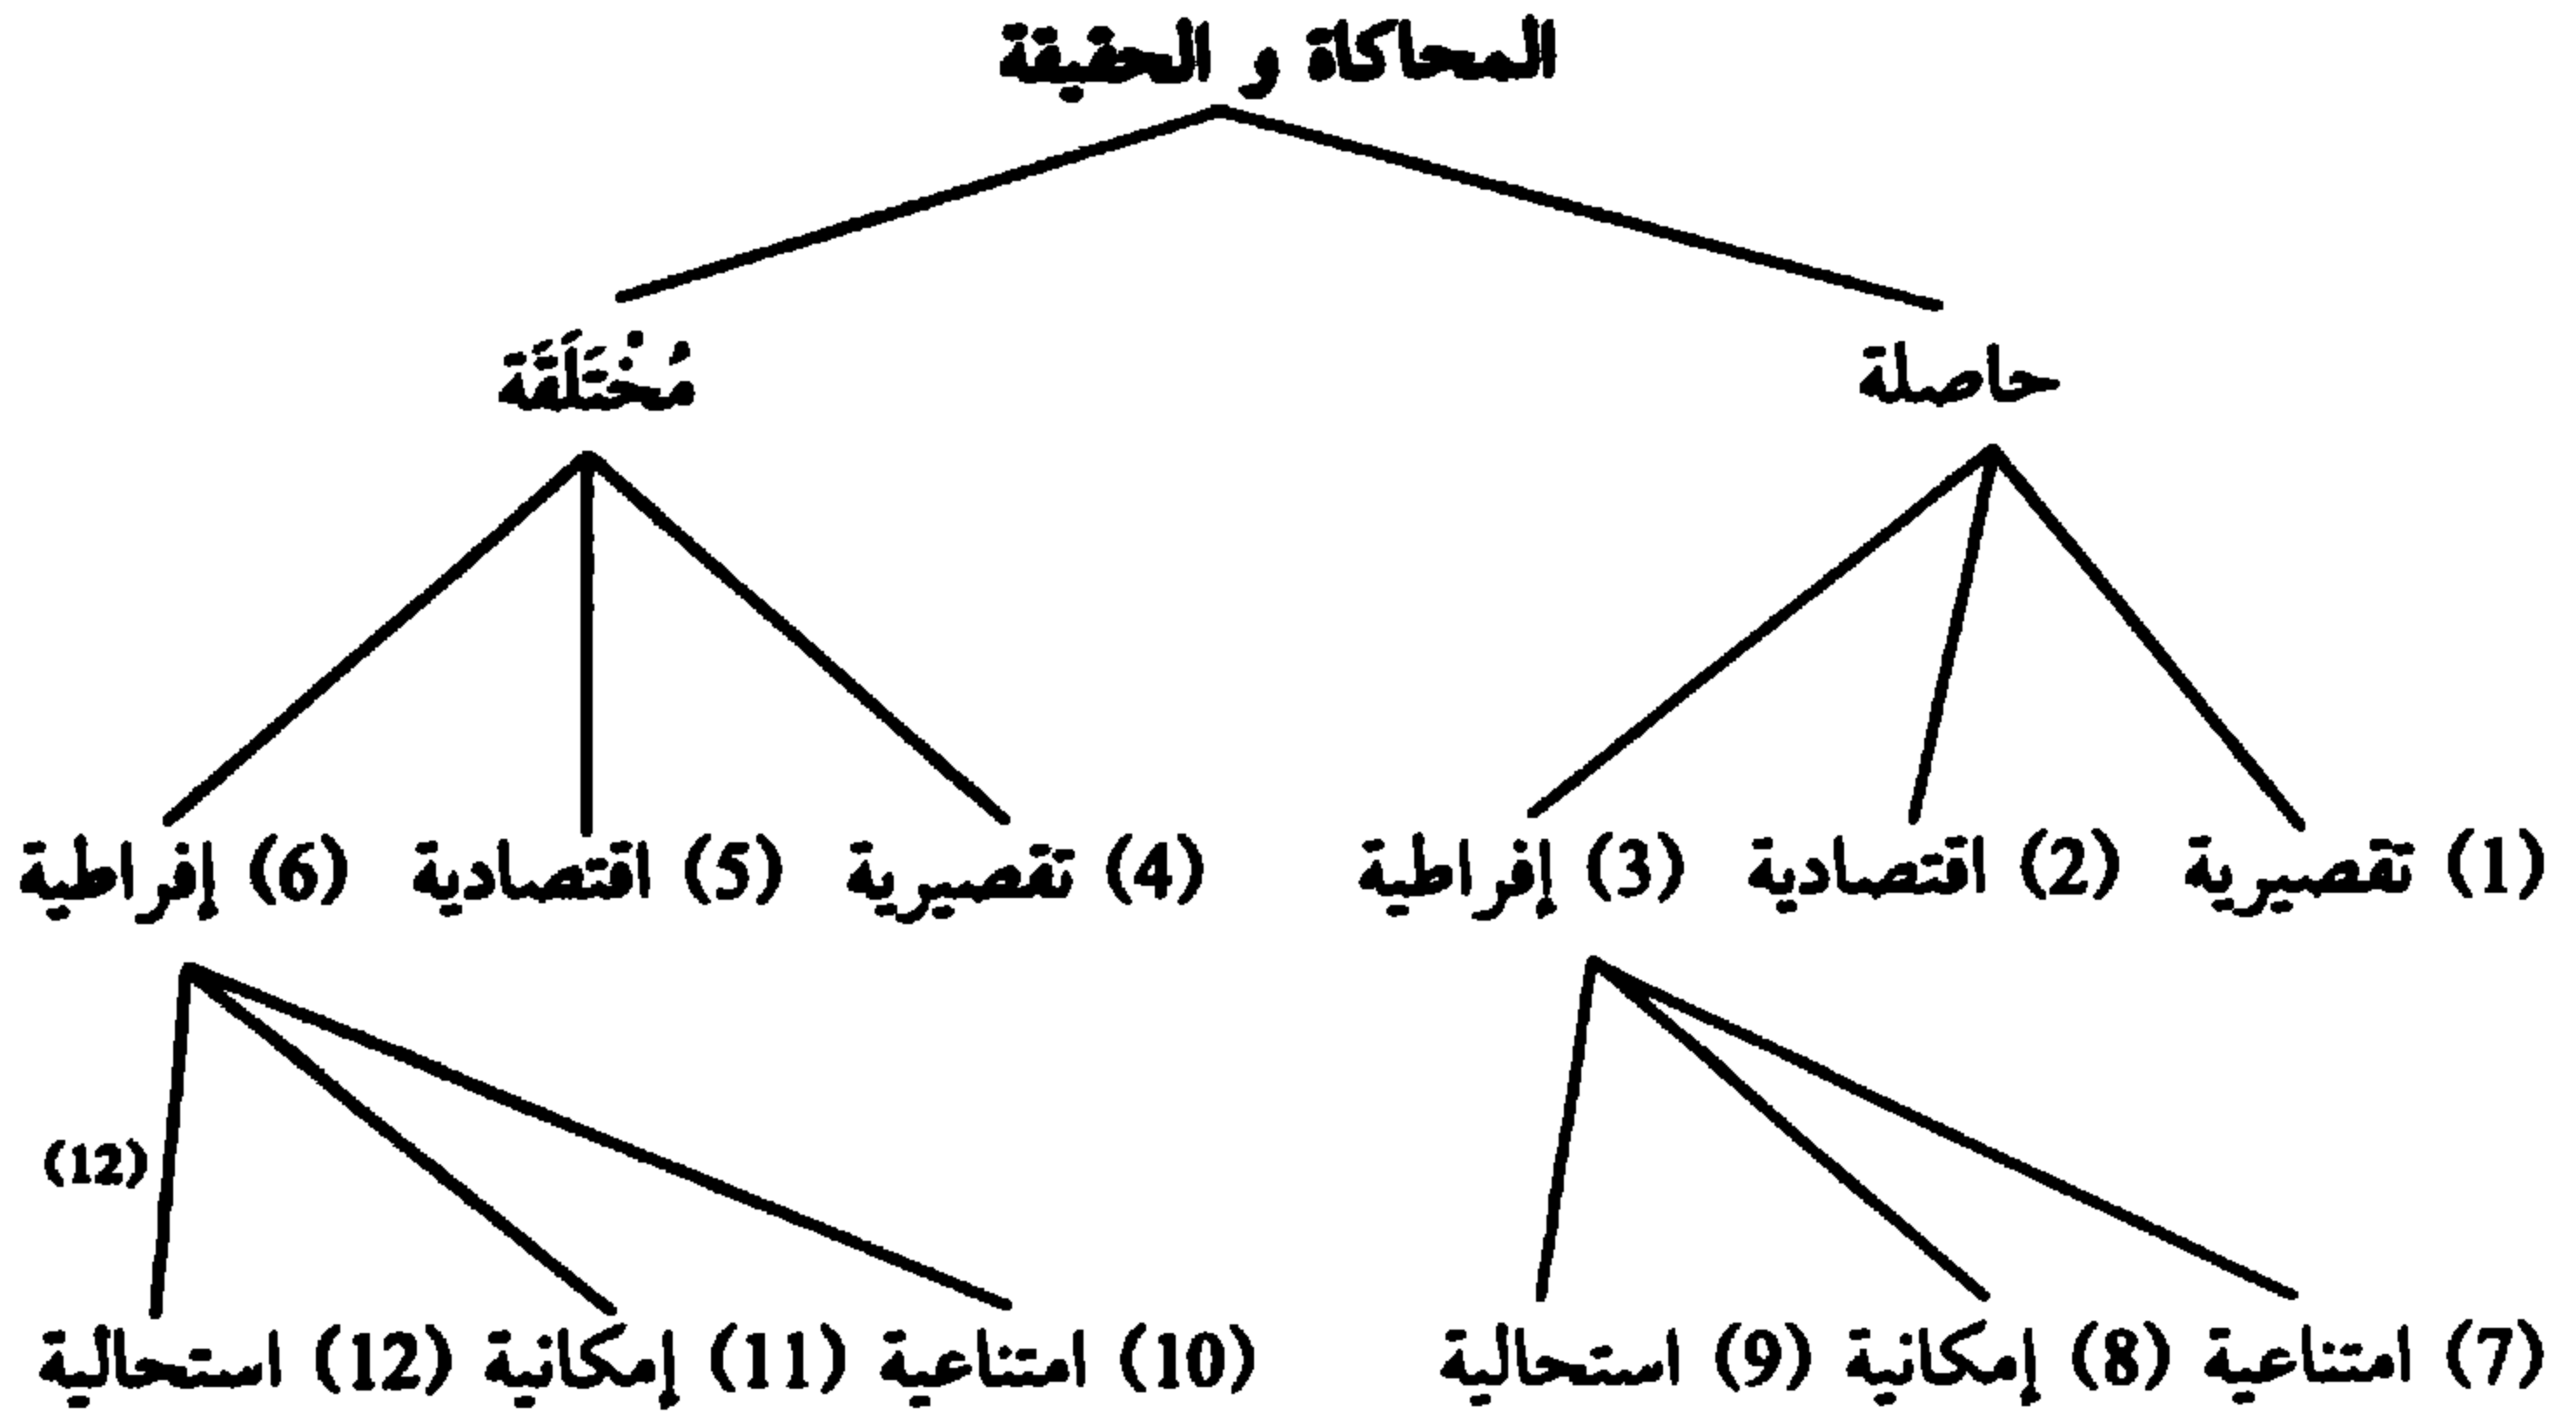 المحاكاة و الحقيقة
حاصلة
مُخْتَلَقَة
(1) تقصيرية (2) اقتصادية (3) إفراطية
(4) تقصيرية (5) اقتصادية (6) إفراطية
(12)
(7) امتناعية (8) إمكانية (9) استحالية
(10) امتناعية (11) إمكانية (12) استحالية